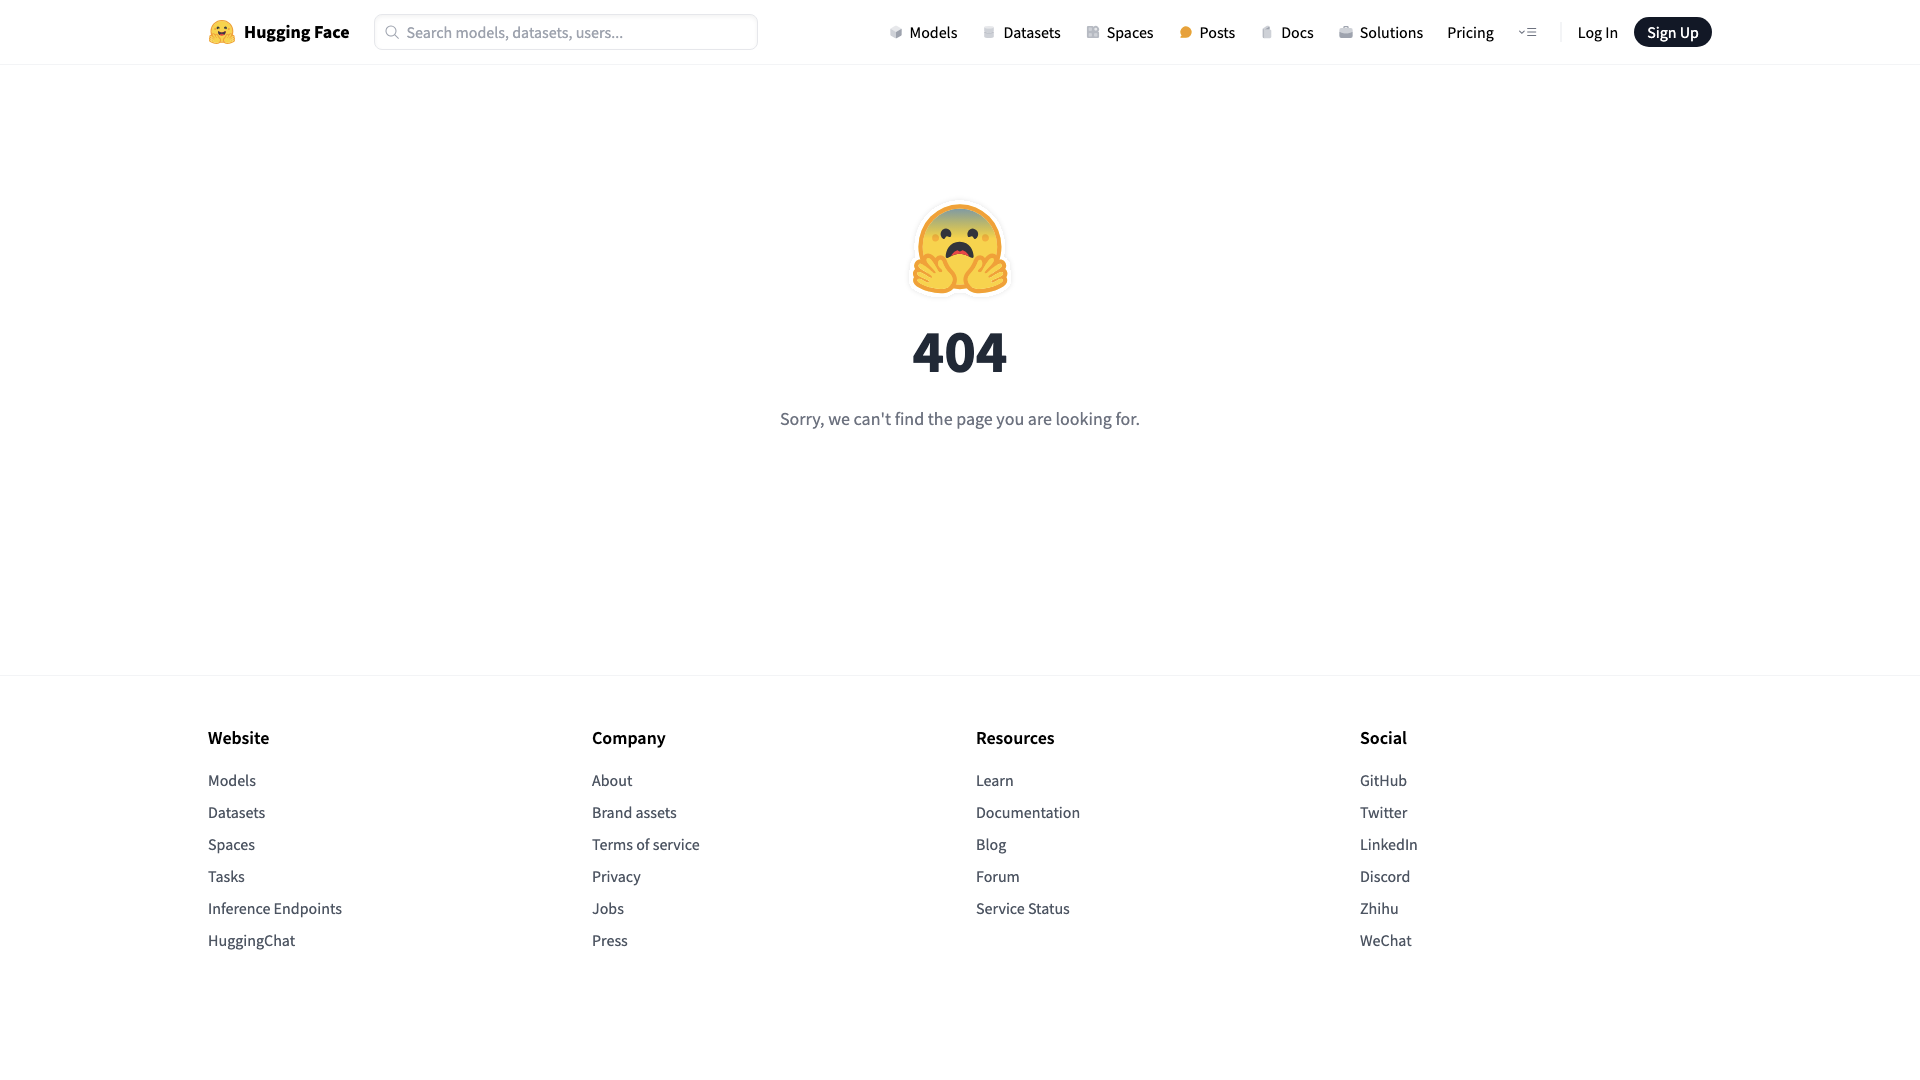 Hugging Face
Search models, datasets, users...
Models
Datasets
Spaces
Posts
Docs
Solutions
Pricing
Log In
Sign Up
404
Sorry, we can't find the page you are looking for.
Website
Models
Datasets
Spaces
Tasks
Inference Endpoints
HuggingChat
Company
About
Brand assets
Terms of service
Privacy
Jobs
Press
Resources
Learn
Documentation
Blog
Forum
Service Status
Social
GitHub
Twitter
LinkedIn
Discord
Zhihu
WeChat